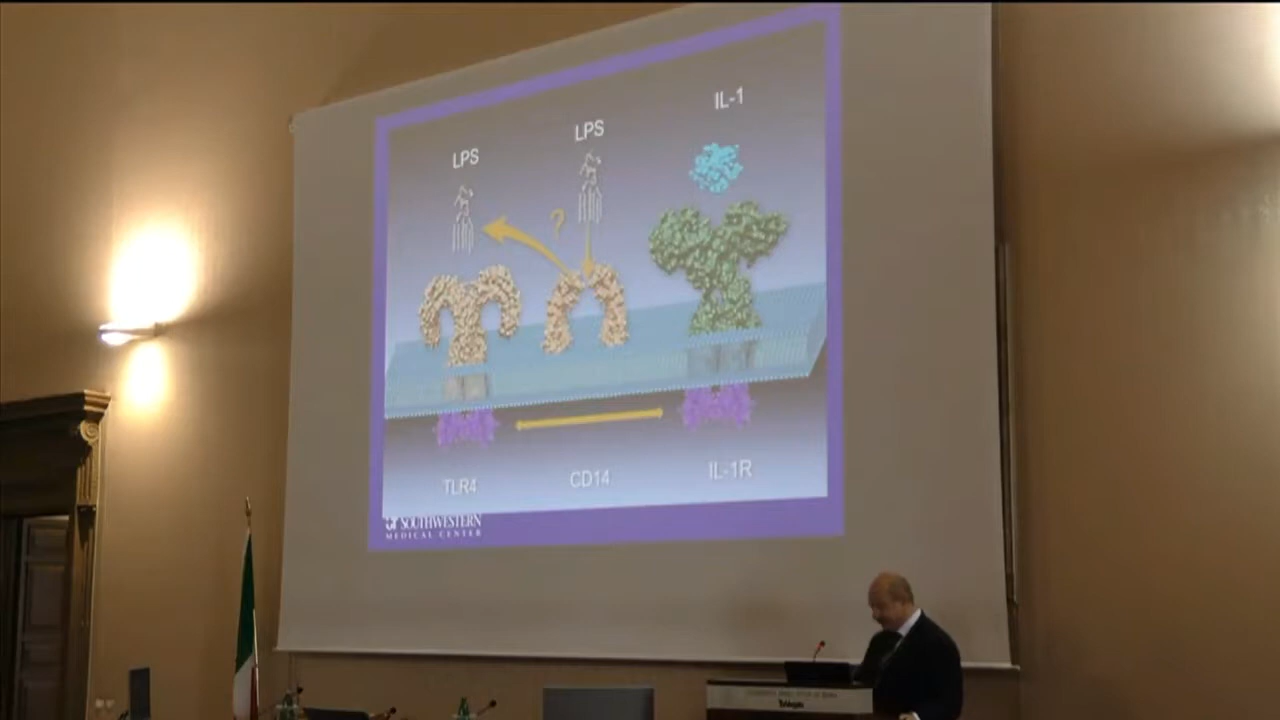 IL-1
LPS
LPS
?
TLR4
CD14
IL-1R
SOUTHWESTERN
MEDICAL CENTER